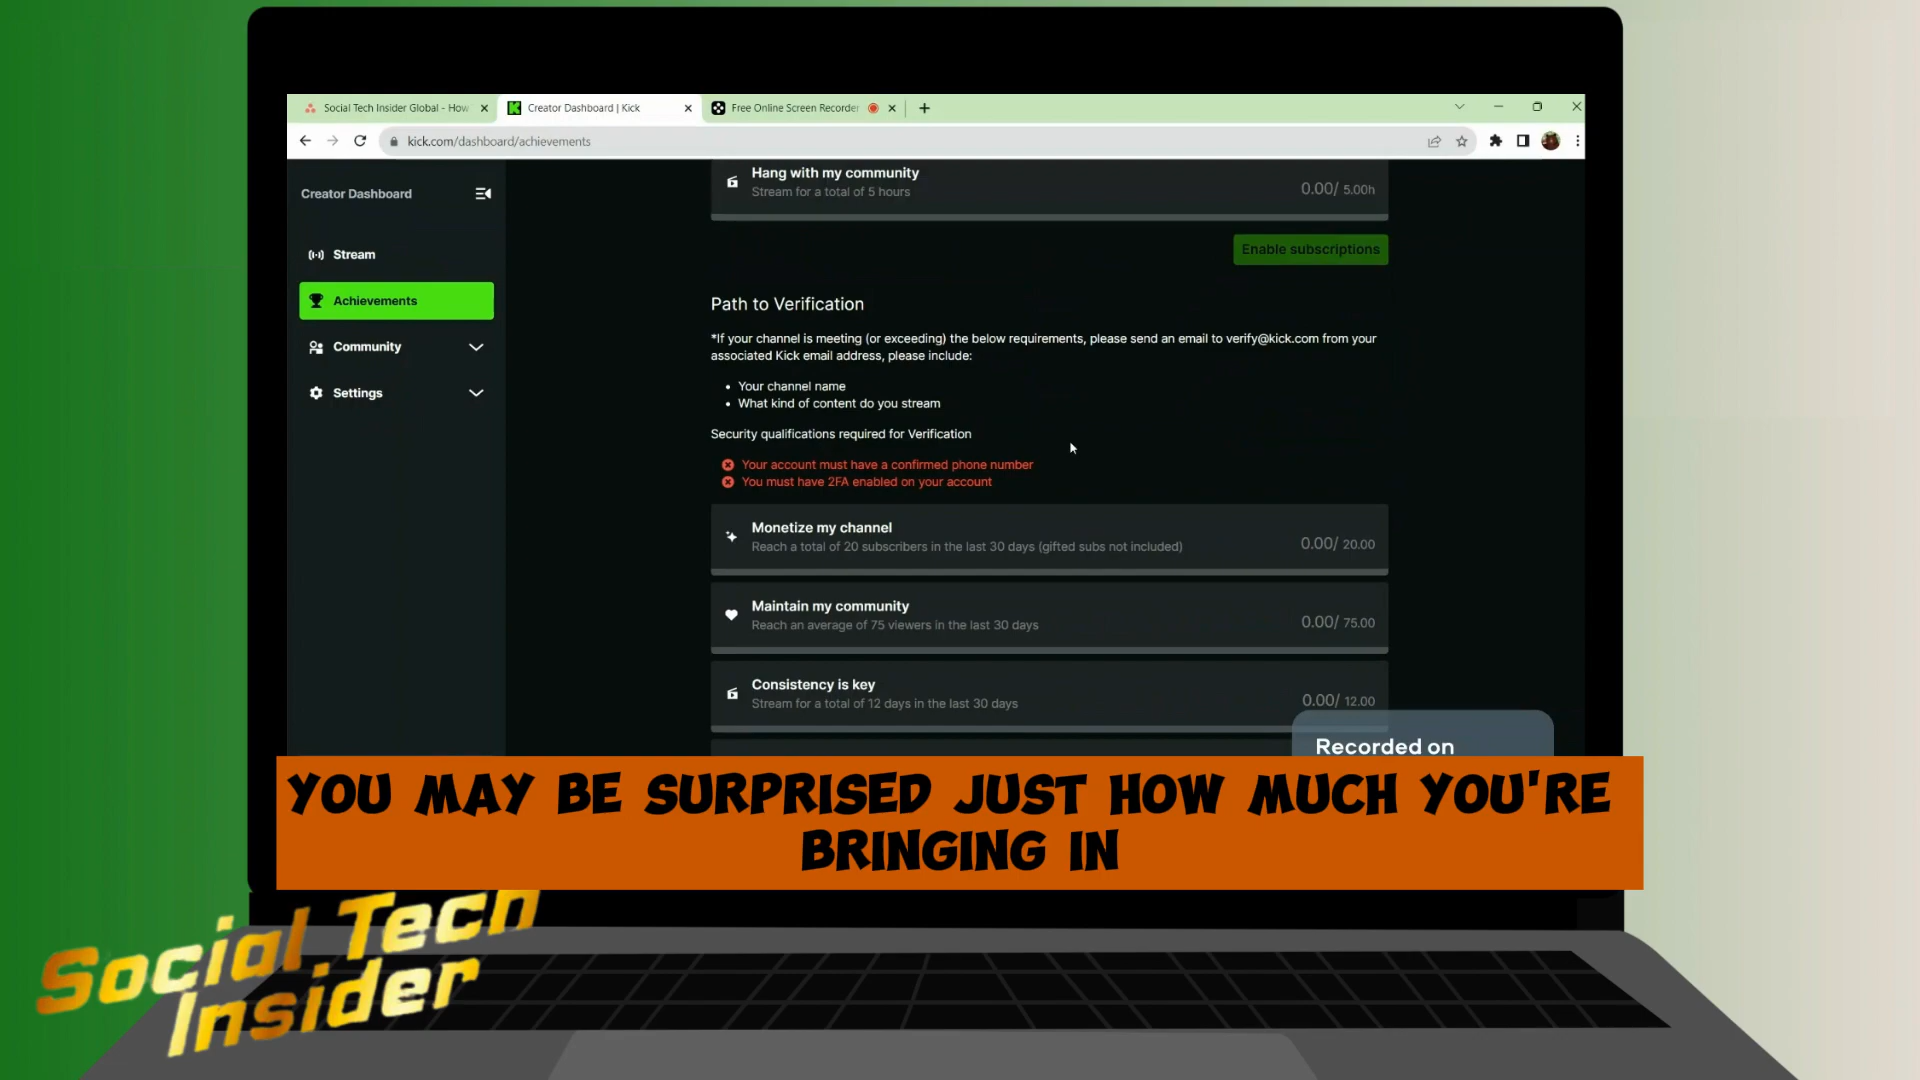 Social Tech Insider Global - How
Creator Dashboard | Kick
Free Online Screen Recorder
kick.com/dashboard/achievements
Creator Dashboard
Stream
Achievements
Community
Settings
Hang with my community
Stream for a total of 5 hours
0.00/ 5.00h
Enable subscriptions
Path to Verification
*If your channel is meeting (or exceeding) the below requirements, please send an email to verify@kick.com from your
associated Kick email address, please include:
• Your channel name
• What kind of content do you stream
Security qualifications required for Verification
Your account must have a confirmed phone number
You must have 2FA enabled on your account
Monetize my channel
Reach a total of 20 subscribers in the last 30 days (gifted subs not included)
0.00/ 20.00
Maintain my community
Reach an average of 75 viewers in the last 30 days
0.00/ 75.00
Consistency is key
Stream for a total of 12 days in the last 30 days
0.00/ 12.00
Recorded on
YOU MAY BE SURPRISED JUST HOW MUCH YOU'RE
BRINGING IN
Social Tech
Insider